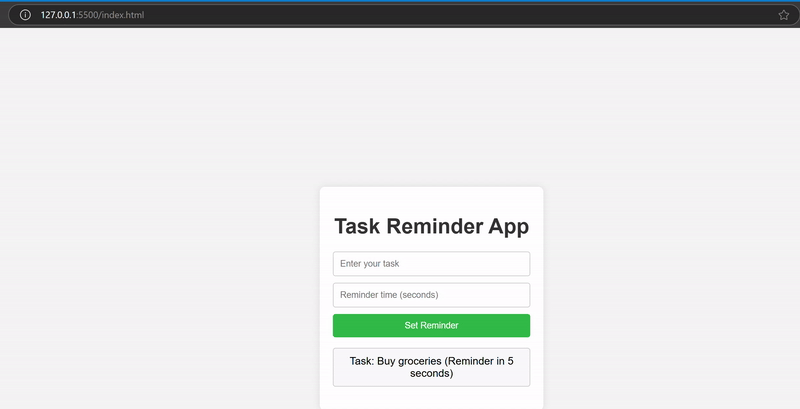 127.0.0.1:5500/index.html
Task Reminder App
Enter your task
Reminder time (seconds)
Set Reminder
Task: Buy groceries (Reminder in 5
seconds)